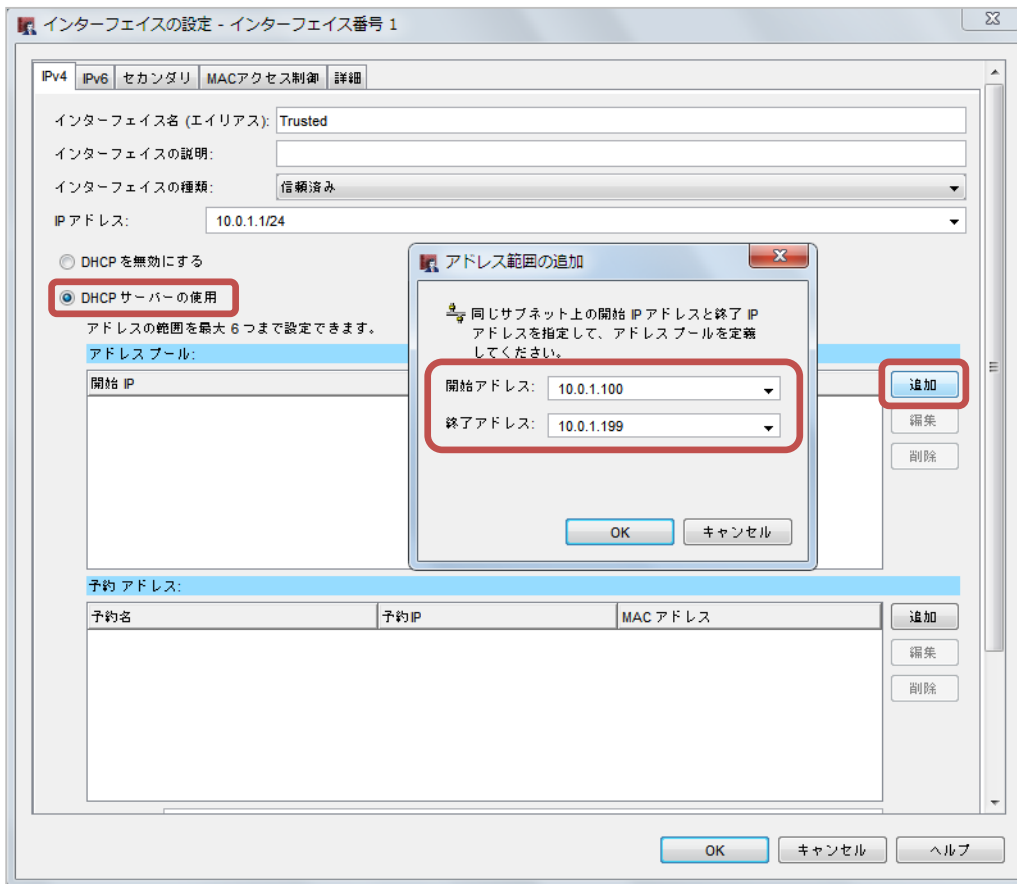 インターフェイスの設定 - インターフェイス番号 1
IPv4 IPv6 セカンダリ MACアクセス制御 詳細
インターフェイス名 (エイリアス): Trusted
インターフェイスの説明:
インターフェイスの種類: 信頼済み
IP アドレス: 10.0.1.1/24
DHCP を無効にする
DHCP サーバーの使用
アドレスの範囲を最大 6 つまで設定できます。
アドレス プール:
開始 IP
追加
編集
削除
アドレス範囲の追加
同じサブネット上の開始 IP アドレスと終了 IP
アドレスを指定して、アドレス プールを定義
してください。
開始アドレス: 10.0.1.100
終了アドレス: 10.0.1.199
OK キャンセル
予約 アドレス:
予約名 予約 IP MAC アドレス
追加
編集
削除
OK キャンセル ヘルプ